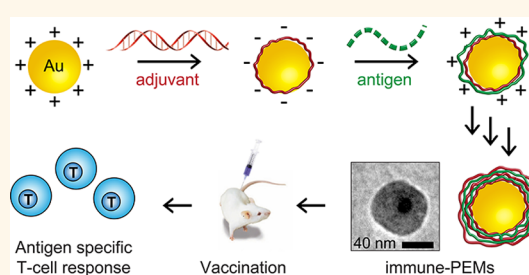 Au
adjuvant
antigen
T
T
T
40 nm
Antigen specific
T-cell response
Vaccination
immune-PEMs